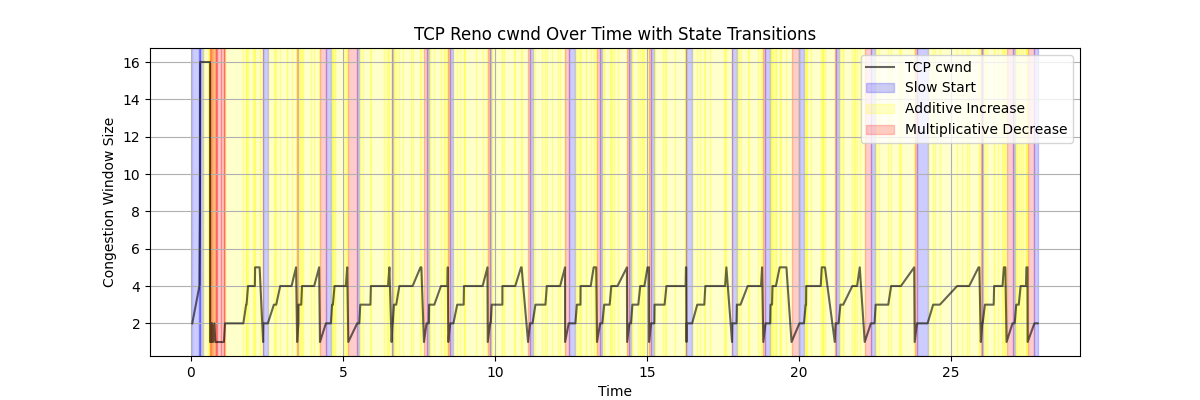 TCP Reno cwnd Over Time with State Transitions
Congestion Window Size
16
14
12
10
8
6
4
2
TCP cwnd
Slow Start
Additive Increase
Multiplicative Decrease
0 5 10 15 20 25
Time